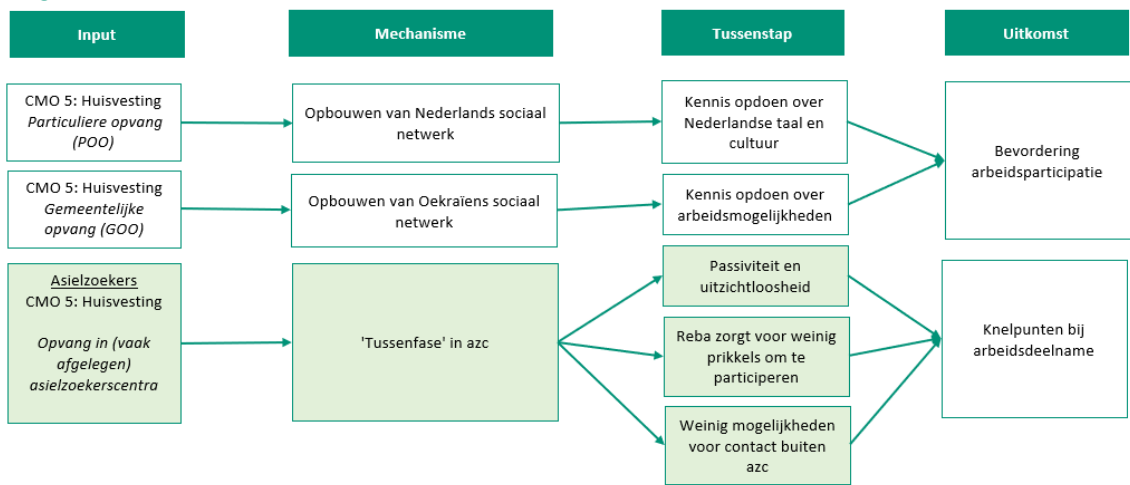 Input
Mechanisme
Tussenstap
Uitkomst
CMO 5: Huisvesting
Particuliere opvang
(POO)
Opbouwen van Nederlands sociaal
netwerk
Kennis opdoen over
Nederlandse taal en
cultuur
Bevordering
arbeidsparticipatie
CMO 5: Huisvesting
Gemeentelijke
opvang (GOO)
Opbouwen van Oekraïens sociaal
netwerk
Kennis opdoen over
arbeidsmogelijkheden
Asielzoekers
CMO 5: Huisvesting
Opvang in (vaak
afgelegen)
asielzoekerscentra
'Tussenfase' in azc
Passiviteit en
uitzichtloosheid
Reba zorgt voor weinig
prikkels om te
participeren
Weinig mogelijkheden
voor contact buiten
azc
Knelpunten bij
arbeidsdeelname